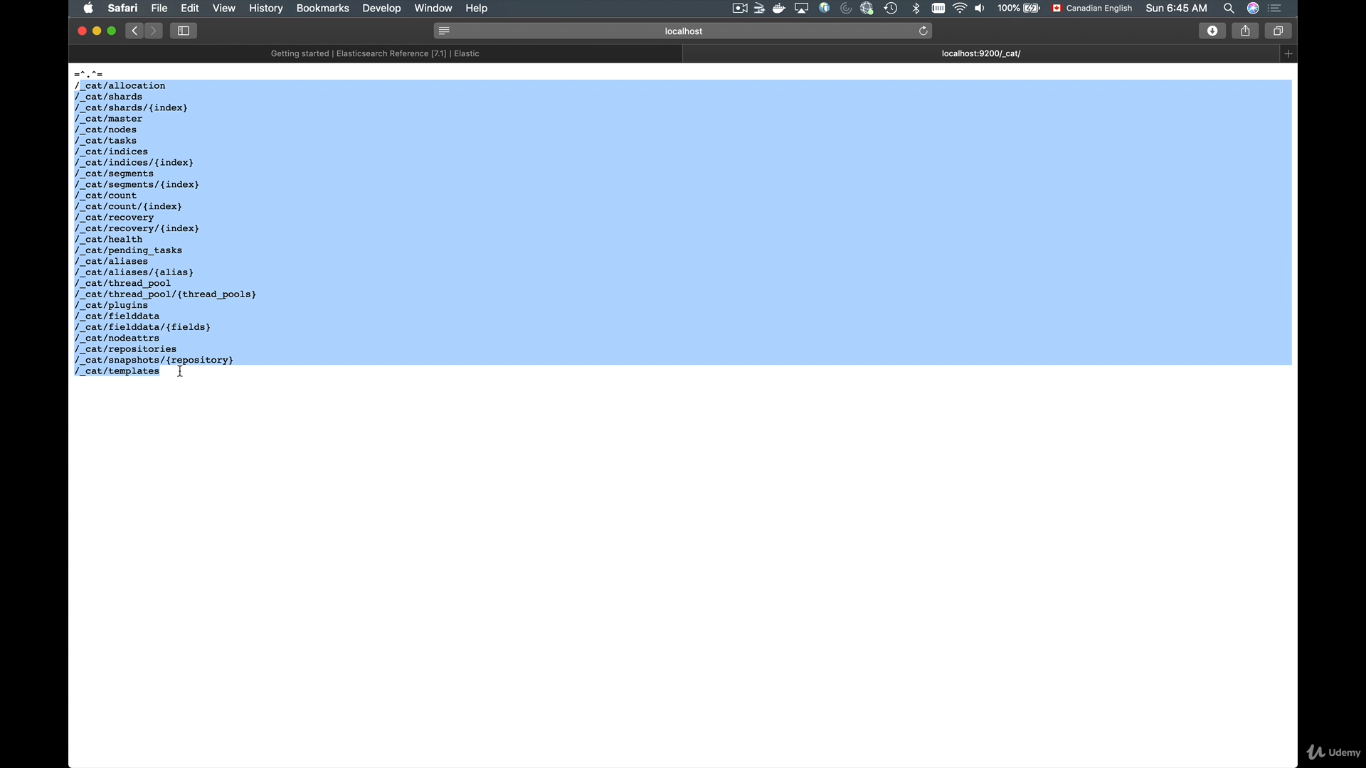 Safari File Edit View History Bookmarks Develop Window Help 100% Canadian English Sun 6:45 AM
localhost
Getting started | Elasticsearch Reference [7.1] | Elastic localhost:9200/_cat/
=^.^=
/_cat/allocation
/_cat/shards
/_cat/shards/{index}
/_cat/master
/_cat/nodes
/_cat/tasks
/_cat/indices
/_cat/indices/{index}
/_cat/segments
/_cat/segments/{index}
/_cat/count
/_cat/count/{index}
/_cat/recovery
/_cat/recovery/{index}
/_cat/health
/_cat/pending_tasks
/_cat/aliases
/_cat/aliases/{alias}
/_cat/thread_pool
/_cat/thread_pool/{thread_pools}
/_cat/plugins
/_cat/fielddata
/_cat/fielddata/{fields}
/_cat/nodeattrs
/_cat/repositories
/_cat/snapshots/{repository}
/_cat/templates
Udemy